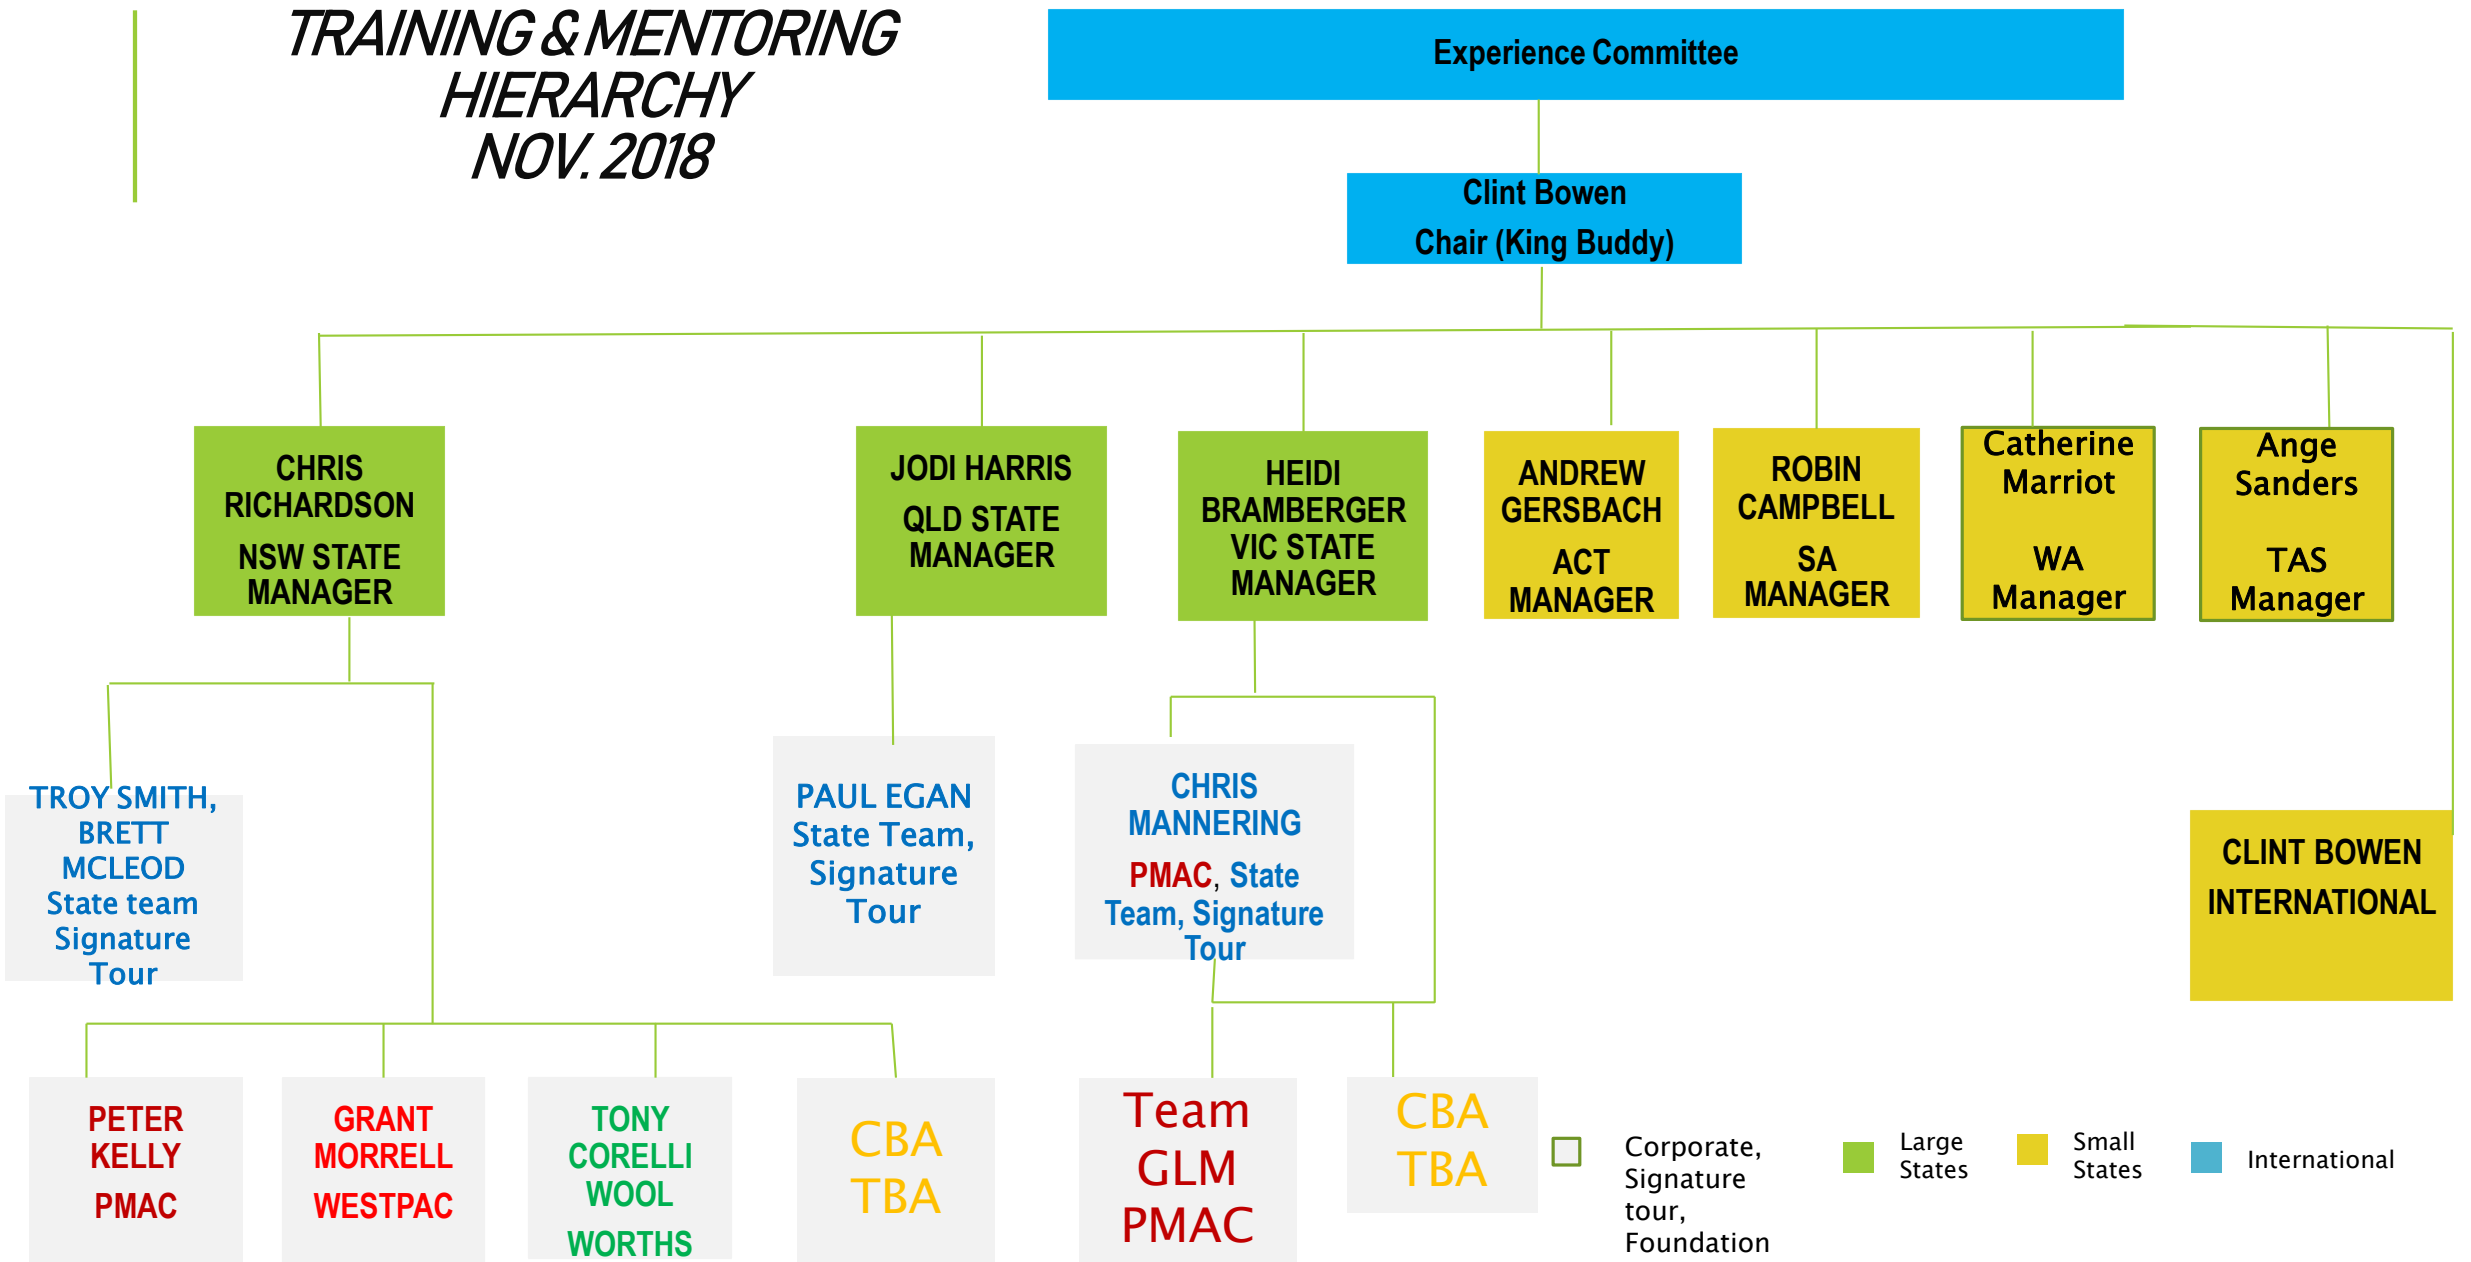 TRAINING & MENTORING
HIERARCHY
NOV. 2018
Experience Committee
Clint Bowen
Chair (King Buddy)
CHRIS
RICHARDSON
NSW STATE
MANAGER
JODI HARRIS
QLD STATE
MANAGER
HEIDI
BRAMBERGER
VIC STATE
MANAGER
ANDREW
GERSBACH
ACT
MANAGER
ROBIN
CAMPBELL
SA
MANAGER
Catherine
Marriot
WA
Manager
Ange
Sanders
TAS
Manager
TROY SMITH,
BRETT
MCLEOD
State team
Signature
Tour
PAUL EGAN
State Team,
Signature
Tour
CHRIS
MANNERING
PMAC, State
Team, Signature
Tour
CLINT BOWEN
INTERNATIONAL
PETER
KELLY
PMAC
GRANT
MORRELL
WESTPAC
TONY
CORELLI
WOOL
WORTHS
CBA
TBA
Team
GLM
PMAC
CBA
TBA
Corporate,
Signature
tour,
Foundation
Large
States
Small
States
International